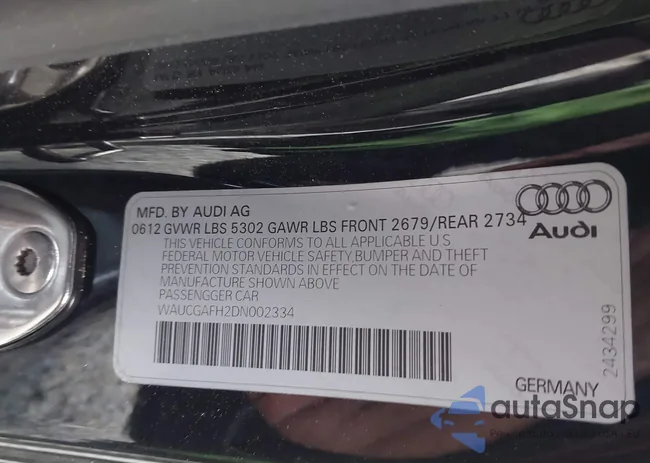 MFD. BY AUDI AG
0612 GVWR LBS 5302 GAWR LBS FRONT 2679/REAR 2734
THIS VEHICLE CONFORMS TO ALL APPLICABLE U S
FEDERAL MOTOR VEHICLE SAFETY,BUMPER AND THEFT
PREVENTION STANDARDS IN EFFECT ON THE DATE OF
MANUFACTURE SHOWN ABOVE
PASSENGGER CAR
WAUCGAFH2DN002334
Audi
2434299
GERMANY
autoSnap